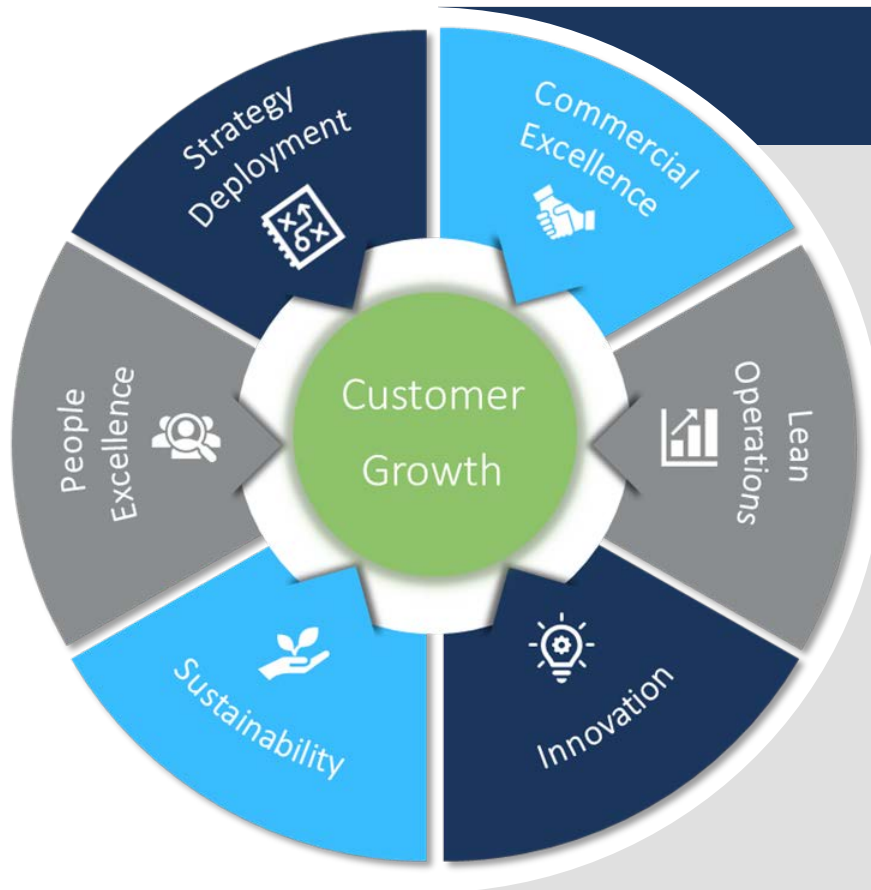 Strategy
Deployment
Commercial
Excellence
People
Excellence
Customer
Growth
Lean
Operations
Sustainability
Innovation